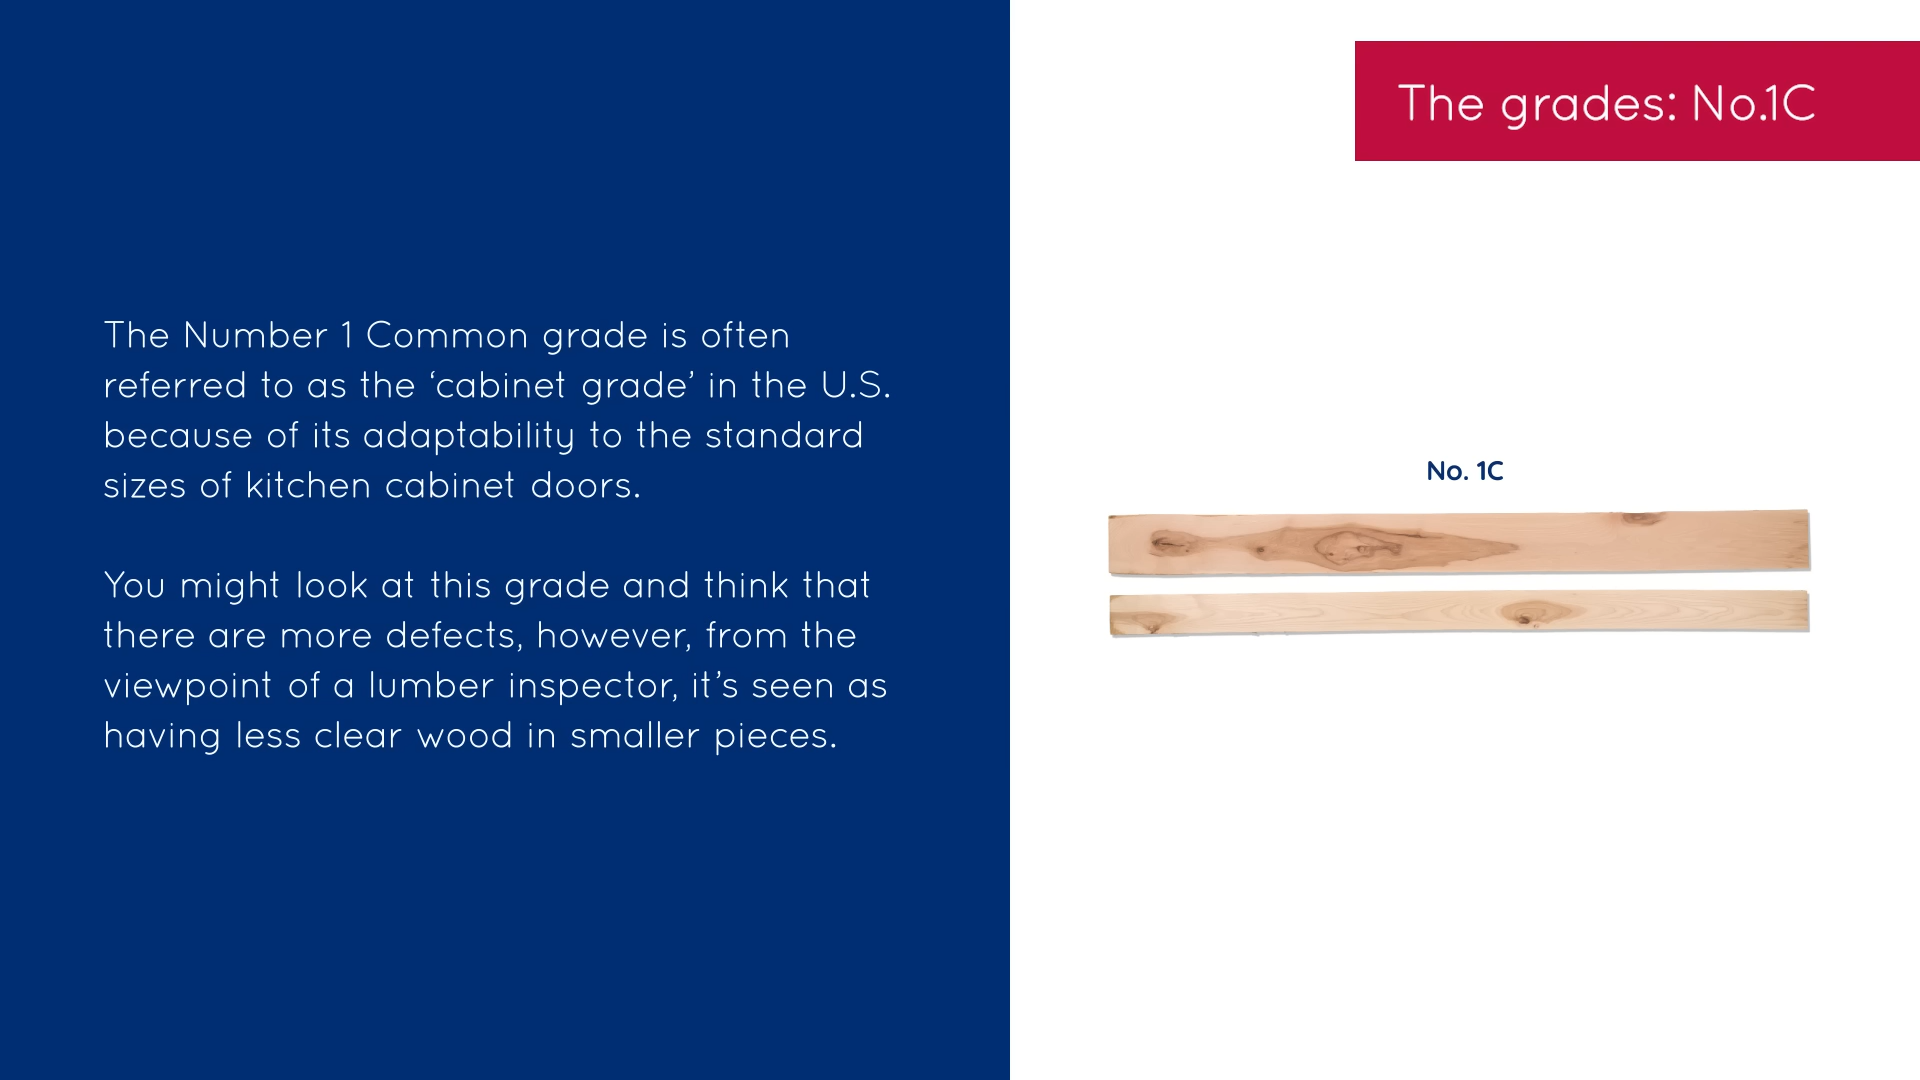 The grades: No.1C
The Number 1 Common grade is often
referred to as the ‘cabinet grade’ in the U.S.
because of its adaptability to the standard
sizes of kitchen cabinet doors.
You might look at this grade and think that
there are more defects, however, from the
viewpoint of a lumber inspector, it’s seen as
having less clear wood in smaller pieces.
No. 1C